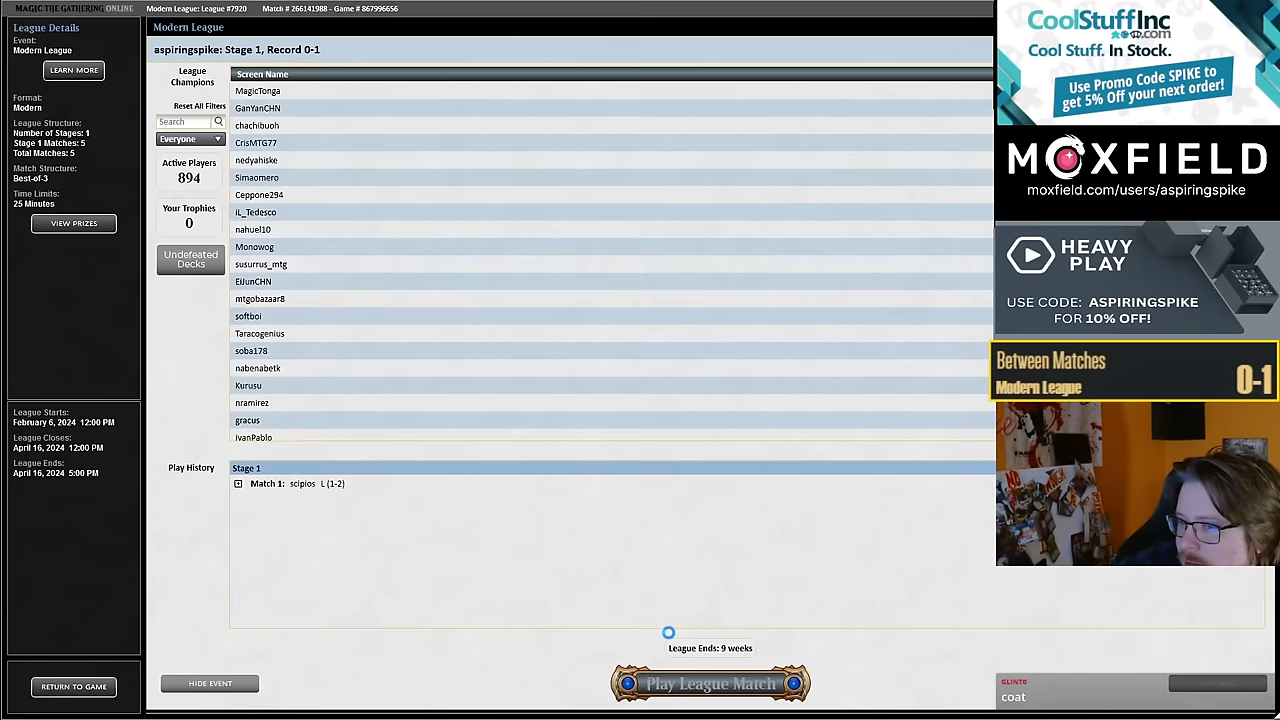 MAGIC: THE GATHERING ONLINE
Modern League: League #7920
Match # 266141988 - Game # 867996656
League Details
Event:
Modern League
LEARN MORE
Format:
Modern
League Structure:
Number of Stages: 1
Stage 1 Matches: 5
Total Matches: 5
Match Structure:
Best-of-3
Time Limits:
25 Minutes
VIEW PRIZES
League Starts:
February 6, 2024 12:00 PM
League Closes:
April 16, 2024 12:00 PM
League Ends:
April 16, 2024 5:00 PM
RETURN TO GAME
Modern League
aspiringspike: Stage 1, Record 0-1
League
Champions
Reset All Filters
Search
Everyone
Active Players
894
Your Trophies
0
Undefeated
Decks
Screen Name
MagicTonga
GanYanCHN
chachibuoh
CrisMTG77
nedyahiske
Simaomero
Ceppone294
iL_Tedesco
nahuel10
Monowog
susurrus_mtg
EiJunCHN
mtgobazaar8
softboi
Taracogenius
soba178
nabenabetk
Kurusu
nramirez
gracus
IvanPablo
Play History
Stage 1
Match 1: scipios L (1-2)
League Ends: 9 weeks
HIDE EVENT
Play League Match
CoolStuffInc
.com
Cool Stuff. In Stock.
Use Promo Code SPIKE to
get 5% Off your next order!
MOXFIELD
moxfield.com/users/aspiringspike
HEAVY
PLAY
USE CODE: ASPIRINGSPIKE
FOR 10% OFF!
Between Matches
Modern League
0-1
GLINT0
coat